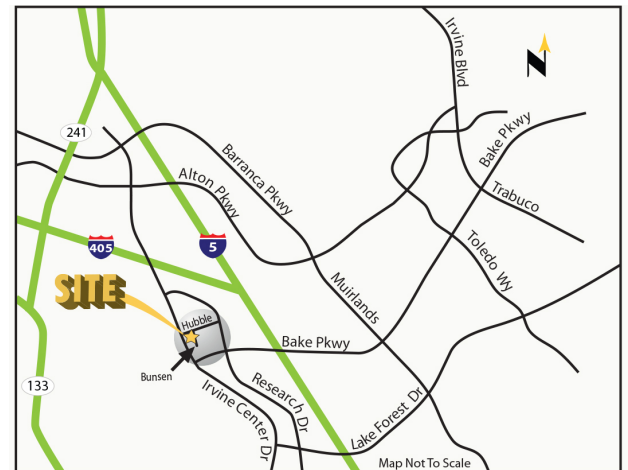 Irvine Blvd
N
241
Barranca Pkwy
Bake Pkwy
Alton Pkwy
Trabuco
405
5
Toledo Wy
SITE
Muirlands
Hubble
Bake Pkwy
Bunsen
133
Irvine Center Dr
Research Dr
Lake Forest Dr
Map Not To Scale